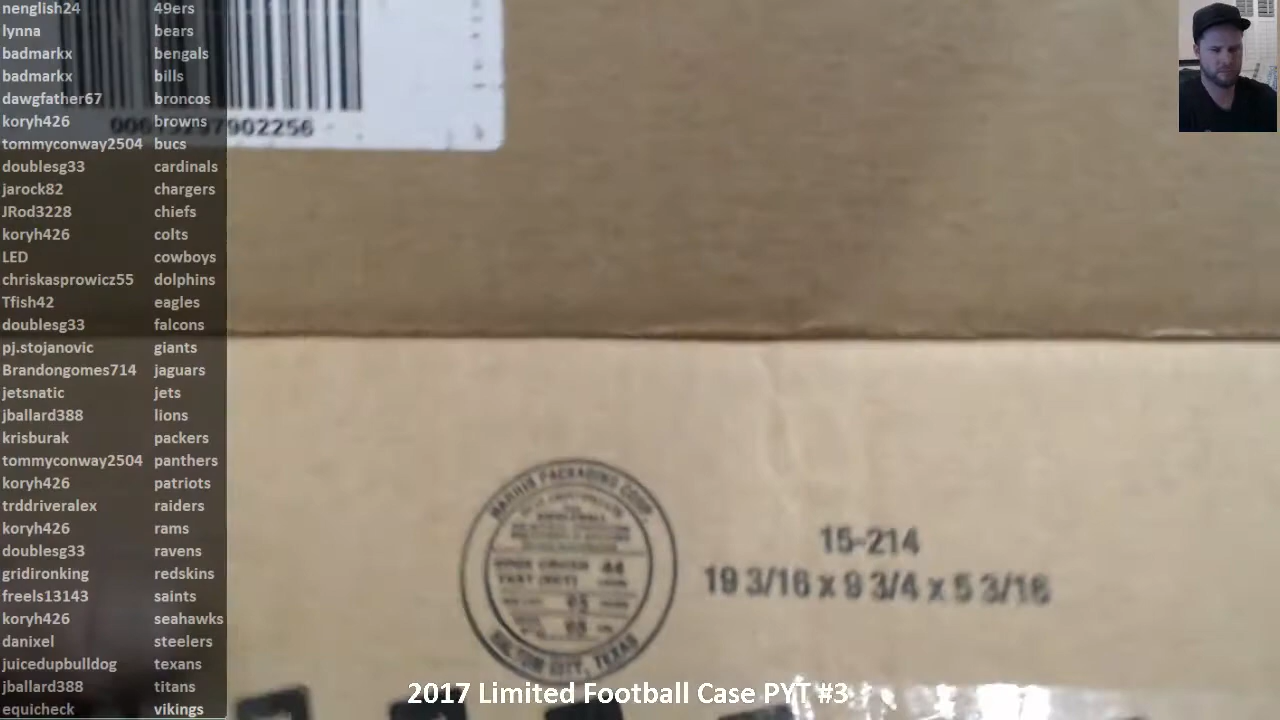 nenglish24 49ers
lynna bears
badmarkx bengals
badmarkx bills
dawgfather67 broncos
koryh426 browns
tommyconway2504 bucs
doublesg33 cardinals
jarock82 chargers
JRod3228 chiefs
koryh426 colts
LED cowboys
chriskasprowicz55 dolphins
Tfish42 eagles
doublesg33 falcons
pj.stojanovic giants
Brandongomes714 jaguars
jetsnatic jets
jballard388 lions
krisburak packers
tommyconway2504 panthers
koryh426 patriots
trddriveralex raiders
koryh426 rams
doublesg33 ravens
gridironking redskins
freels13143 saints
koryh426 seahawks
danixel steelers
juicedupbulldog texans
jballard388 titans
equicheck vikings
PACKAGING CORP.
CITY, TEXAS
15-214
19 3/16 x 9 3/4 x 5 3/16
2017 Limited Football Case PYT #3